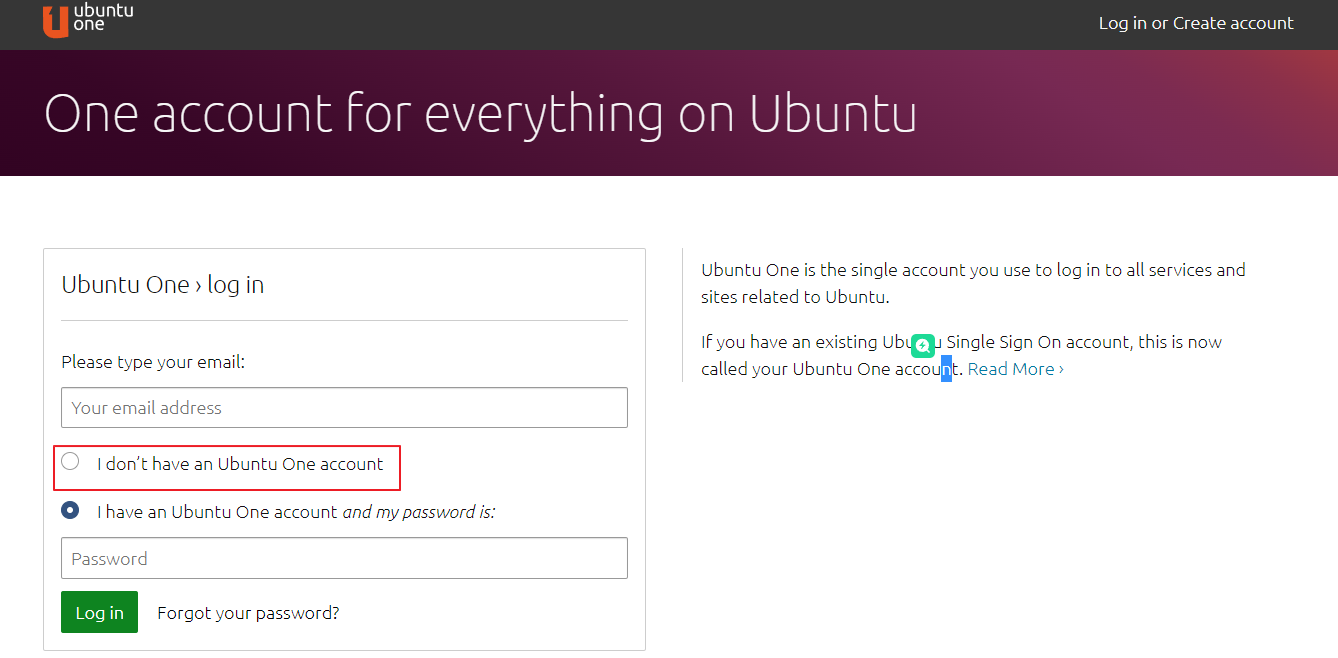 ubuntu
one
Log in or Create account
One account for everything on Ubuntu
Ubuntu One › log in
Please type your email:
Your email address
I don’t have an Ubuntu One account
I have an Ubuntu One account and my password is:
Password
Log in
Forgot your password?
Ubuntu One is the single account you use to log in to all services and
sites related to Ubuntu.
If you have an existing Ubuntu Single Sign On account, this is now
called your Ubuntu One account. Read More ›